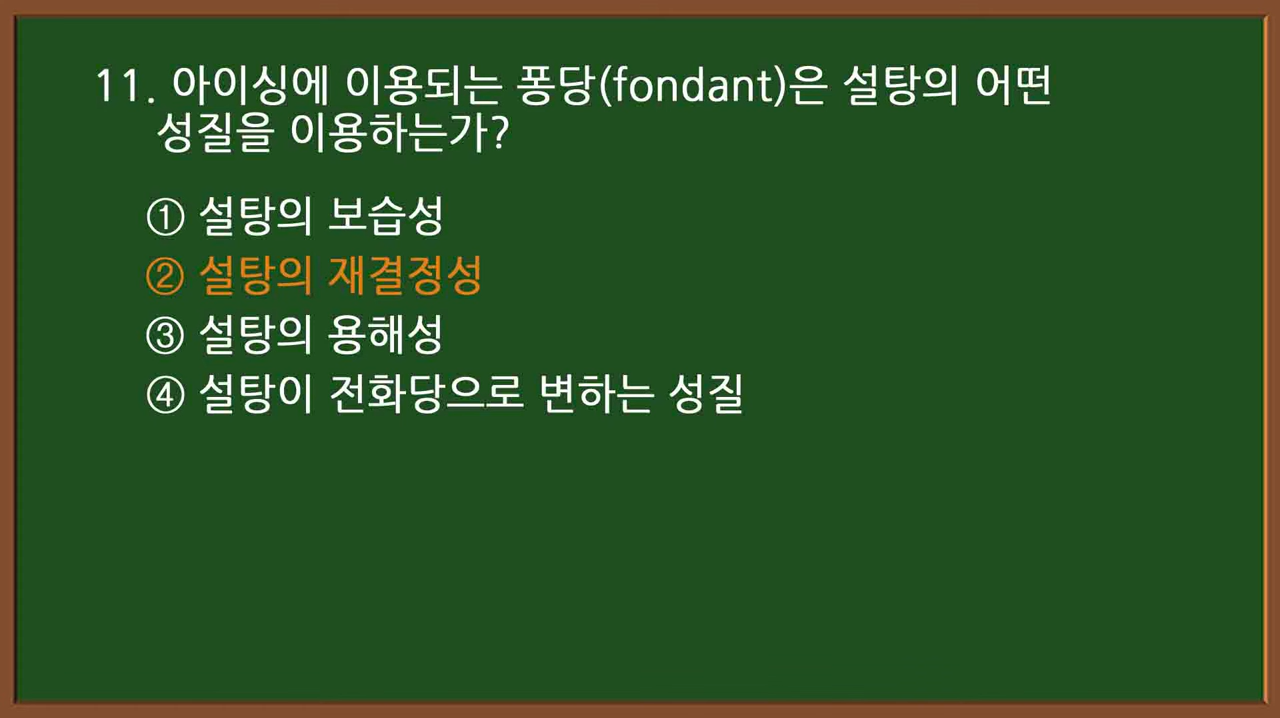 11. 아이싱에 이용되는 퐁당(fondant)은 설탕의 어떤
성질을 이용하는가?
① 설탕의 보습성
② 설탕의 재결정성
③ 설탕의 용해성
④ 설탕이 전화당으로 변하는 성질